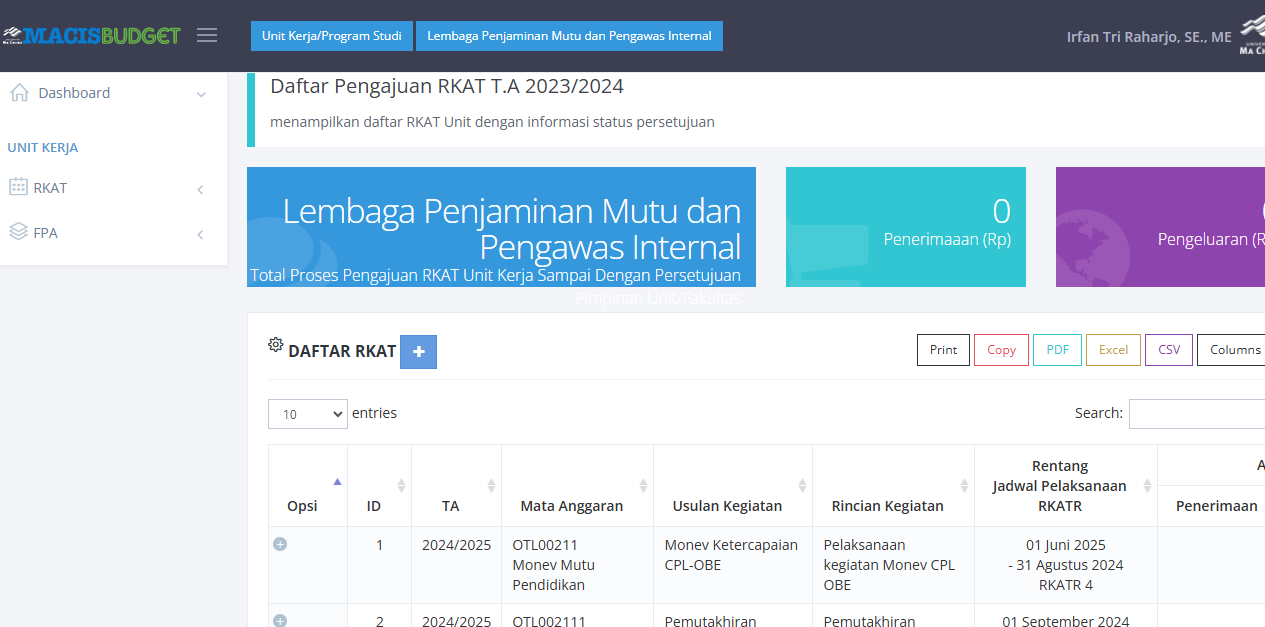 MACISBUDGET
Unit Kerja/Program Studi
Lembaga Penjaminan Mutu dan Pengawas Internal
Irfan Tri Raharjo, SE., ME
Dashboard
UNIT KERJA
RKAT
FPA
Daftar Pengajuan RKAT T.A 2023/2024
menampilkan daftar RKAT Unit dengan informasi status persetujuan
Lembaga Penjaminan Mutu dan
Pengawas Internal
Total Proses Pengajuan RKAT Unit Kerja Sampai Dengan Persetujuan
Pimpinan Unit/Fakultas
0
Penerimaaan (Rp)
Pengeluaran (R
DAFTAR RKAT
+
Print
Copy
PDF
Excel
CSV
Columns
10
entries
Search:
Opsi
ID
TA
Mata Anggaran
Usulan Kegiatan
Rincian Kegiatan
Rentang
Jadwal Pelaksanaan
RKATR
A
Penerimaan
1
2024/2025
OTL00211
Monev Mutu
Pendidikan
Monev Ketercapaian
CPL-OBE
Pelaksanaan
kegiatan Monev CPL
OBE
01 Juni 2025
- 31 Agustus 2024
RKATR 4
2
2024/2025
OTL002111
Pemutakhiran
Pemutakhiran
01 September 2024